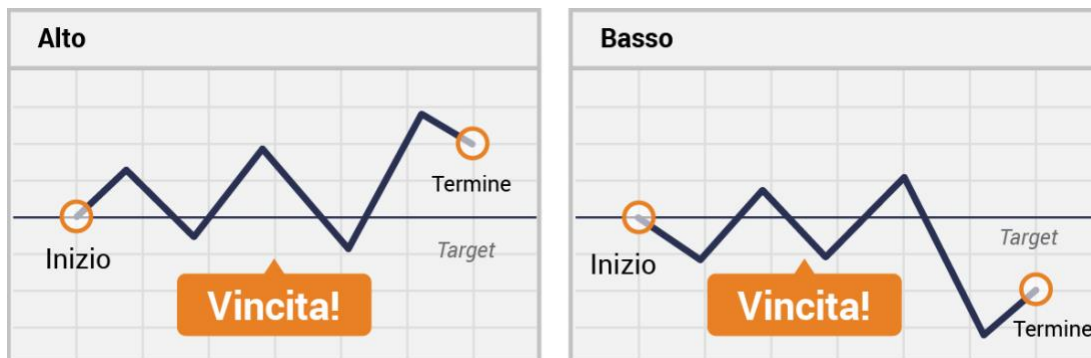 Alto
Termine
Inizio
Target
Vincita!
Basso
Target
Inizio
Vincita!
Termine